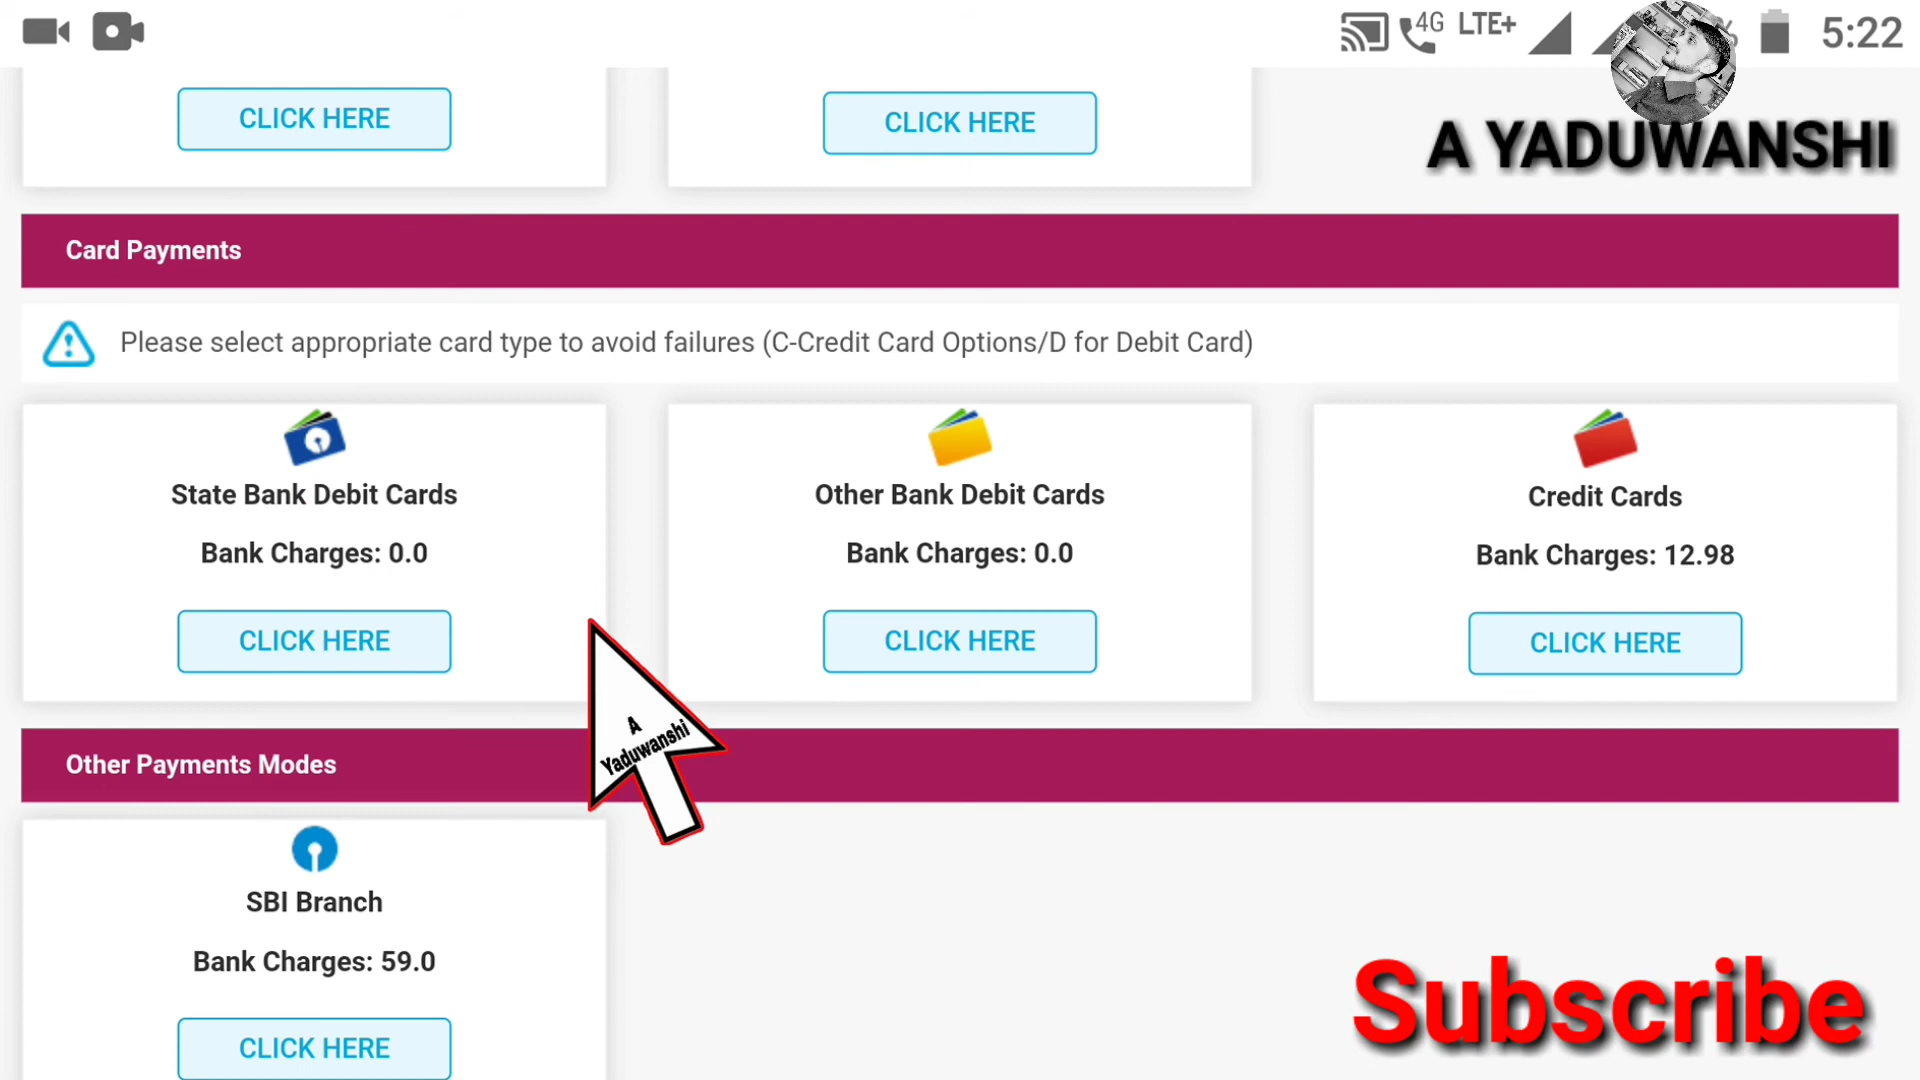 4G LTE+ 5:22
CLICK HERE
CLICK HERE
A YADUWANSHI
Card Payments
Please select appropriate card type to avoid failures (C-Credit Card Options/D for Debit Card)
State Bank Debit Cards
Bank Charges: 0.0
CLICK HERE
Other Bank Debit Cards
Bank Charges: 0.0
CLICK HERE
Credit Cards
Bank Charges: 12.98
CLICK HERE
A
Yaduwanshi
Other Payments Modes
SBI Branch
Bank Charges: 59.0
CLICK HERE
Subscribe